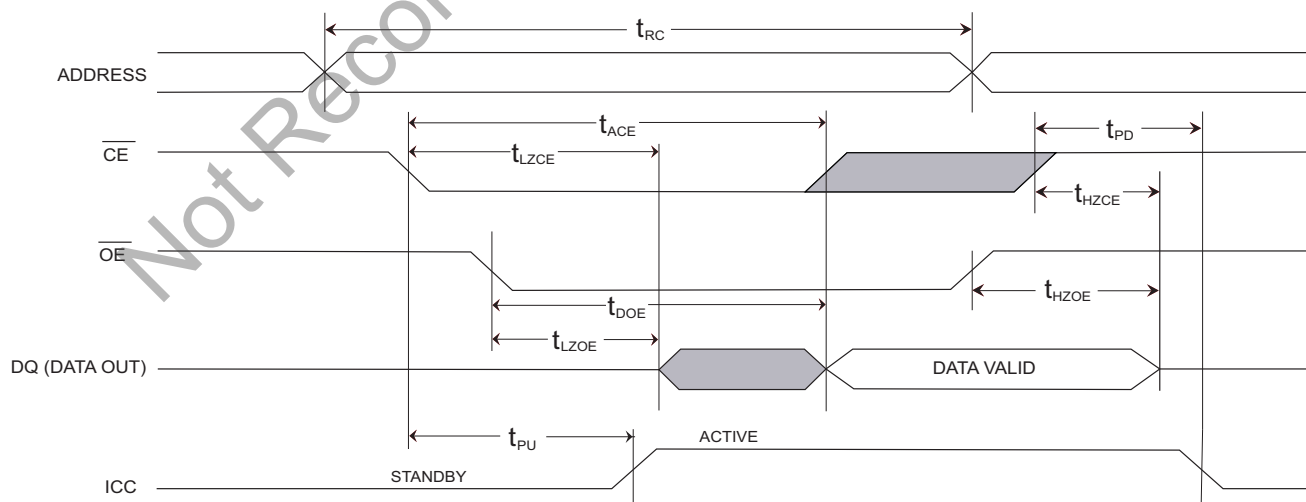 Not Recor
tRC
ADDRESS
tACE
tPD
CE
tLZCE
tHZCE
OE
tHZOE
tDOE
tLZOE
DQ (DATA OUT)
DATA VALID
tPU
ACTIVE
STANDBY
ICC